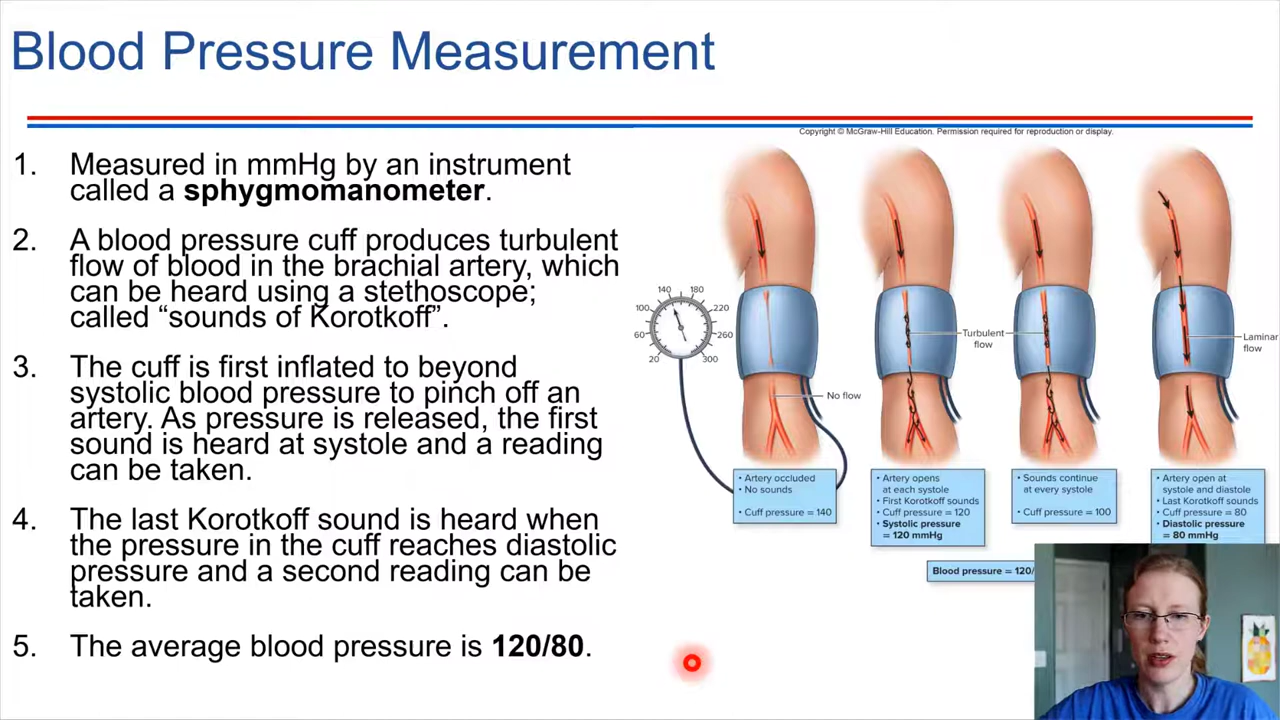 Blood Pressure Measurement
Copyright © McGraw-Hill Education. Permission required for reproduction or display.
1. Measured in mmHg by an instrument
called a sphygmomanometer.
2. A blood pressure cuff produces turbulent
flow of blood in the brachial artery, which
can be heard using a stethoscope;
called “sounds of Korotkoff”.
3. The cuff is first inflated to beyond
systolic blood pressure to pinch off an
artery. As pressure is released, the first
sound is heard at systole and a reading
can be taken.
4. The last Korotkoff sound is heard when
the pressure in the cuff reaches diastolic
pressure and a second reading can be
taken.
5. The average blood pressure is 120/80.
140 180
100 220
60 260
20 300
Turbulent
flow
Laminar
flow
No flow
• Artery occluded
• No sounds
• Cuff pressure = 140
• Artery opens
at each systole
• First Korotkoff sounds
• Cuff pressure = 120
• Systolic pressure
= 120 mmHg
• Sounds continue
at every systole
• Cuff pressure = 100
• Artery open at
systole and diastole
• Last Korotkoff sounds
• Cuff pressure = 80
• Diastolic pressure
= 80 mmHg
Blood pressure = 120/